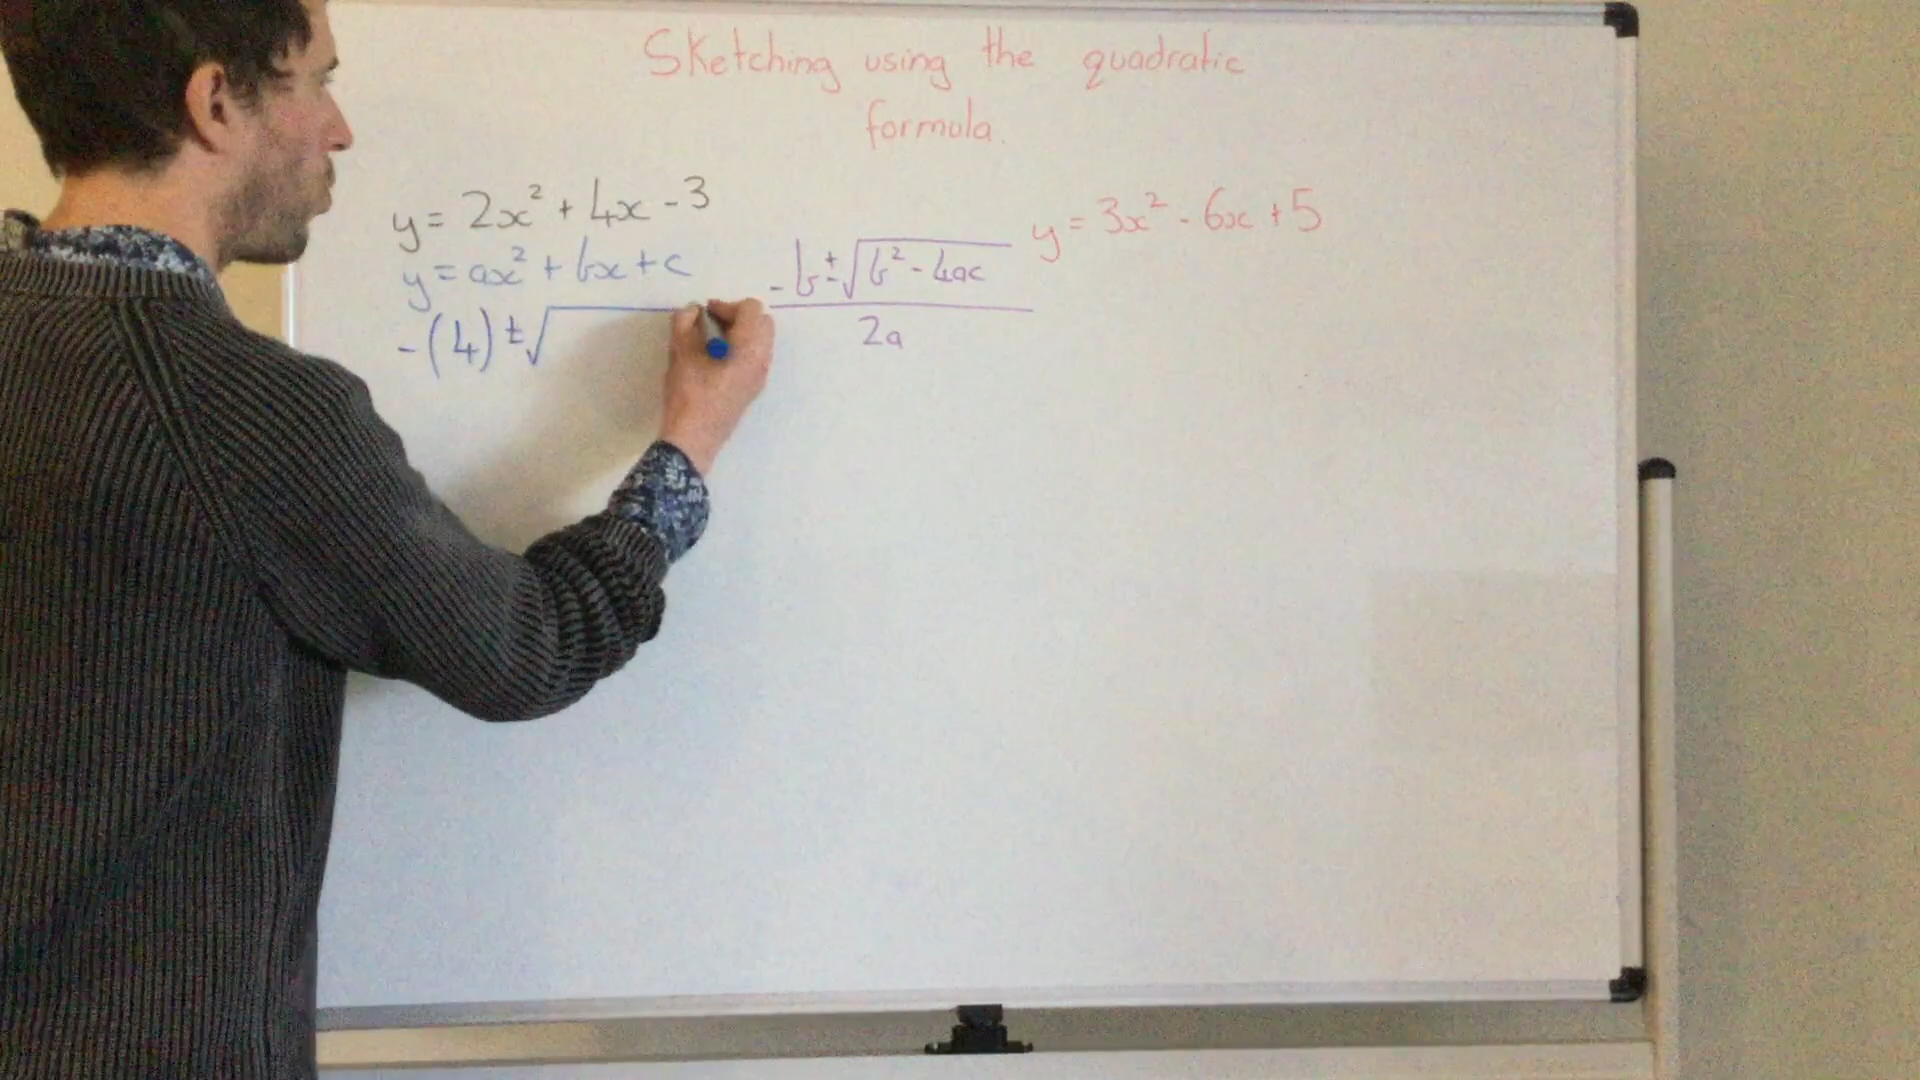 Sketching using the quadratic
formula.
y = 2x² + 4x - 3
y = ax² + bx + c
-(4) ±√
-b ± √b² - 4ac
2a
y = 3x² - 6x + 5